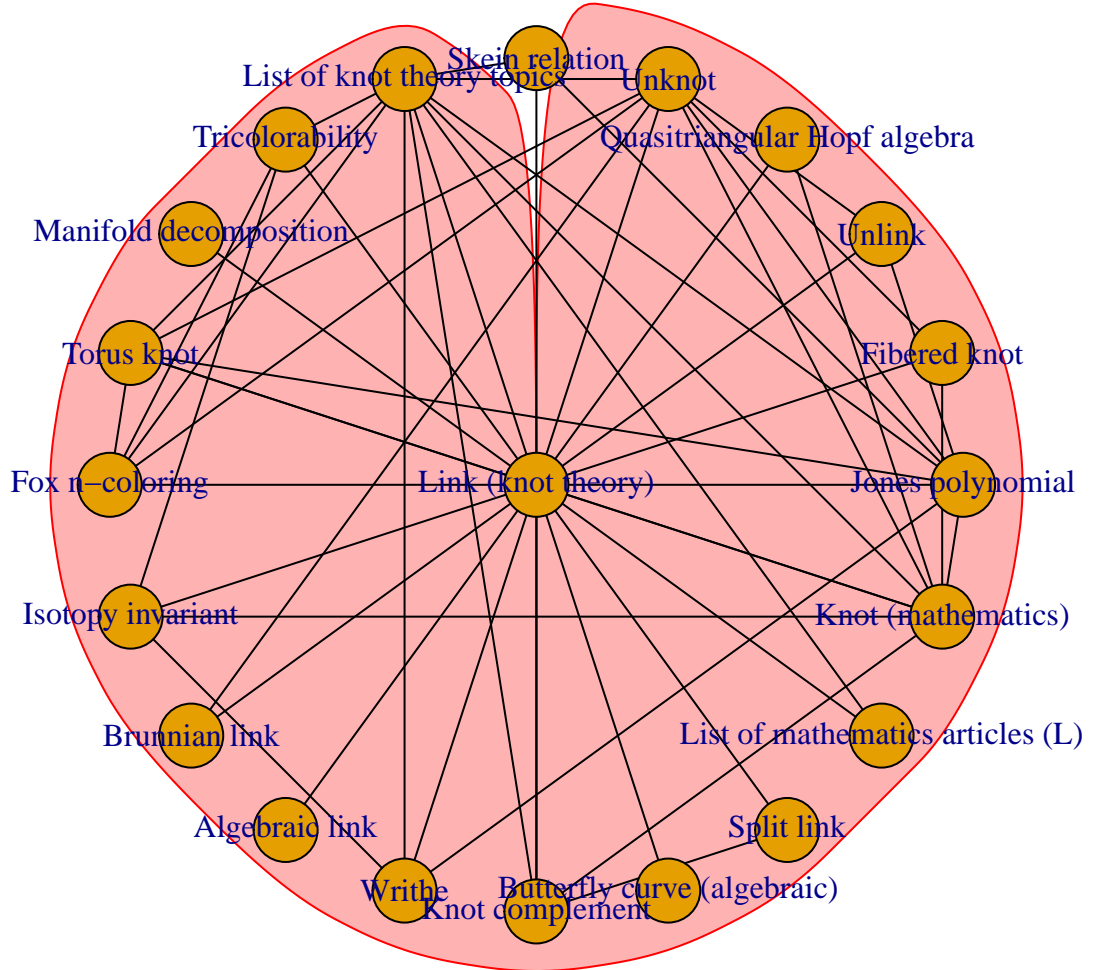 Skein relation
List of knot theory topics
Unknot
Tricolorability
Quasitriangular Hopf algebra
Manifold decomposition
Unlink
Torus knot
Fibered knot
Fox n−coloring
Link (knot theory)
Jones polynomial
Isotopy invariant
Knot (mathematics)
Brunnian link
List of mathematics articles (L)
Algebraic link
Split link
Writhe
Butterfly curve (algebraic)
Knot complement